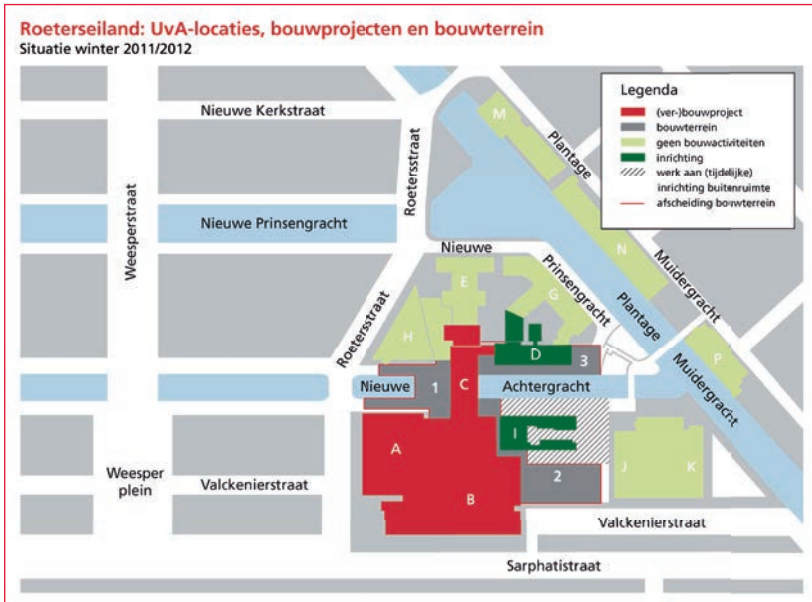 Roeterseiland: UvA-locaties, bouwprojecten en bouwterrein
Situatie winter 2011/2012
Legenda
(ver-)bouwproject
bouwterrein
geen bouwactiviteiten
inrichting
werk aan (tijdelijke)
inrichting buitenruimte
afscheiding bouwterrein
Nieuwe Kerkstraat
Weesperstraat
Roetersstraat
Nieuwe Prinsengracht
M
Plantage
N
Muidergracht
Nieuwe
Prinsengracht
Plantage
E
G
Roetersstraat
H
D
3
P
Nieuwe
1
C
Achtergracht
Muidergracht
A
I
J
K
Weesper
plein
Valckenierstraat
B
2
Valckenierstraat
Sarphatistraat